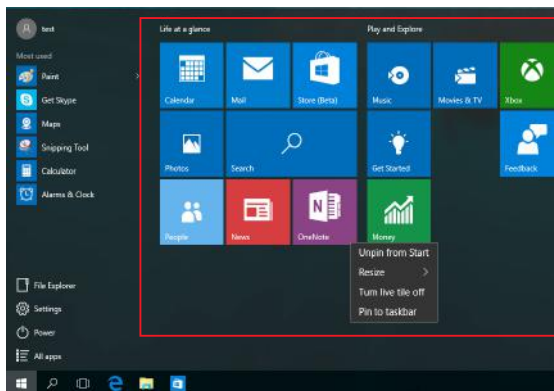 test
Most used
Paint
Get Skype
Maps
Snipping Tool
Calculator
Alarms & Clock
File Explorer
Settings
Power
All apps
Life at a glance
Calendar
Mail
Store (Beta)
Photos
Search
People
News
OneNote
Play and Explore
Music
Movies & TV
Xbox
Get Started
Feedback
Money
Unpin from Start
Resize
Turn live tile off
Pin to taskbar